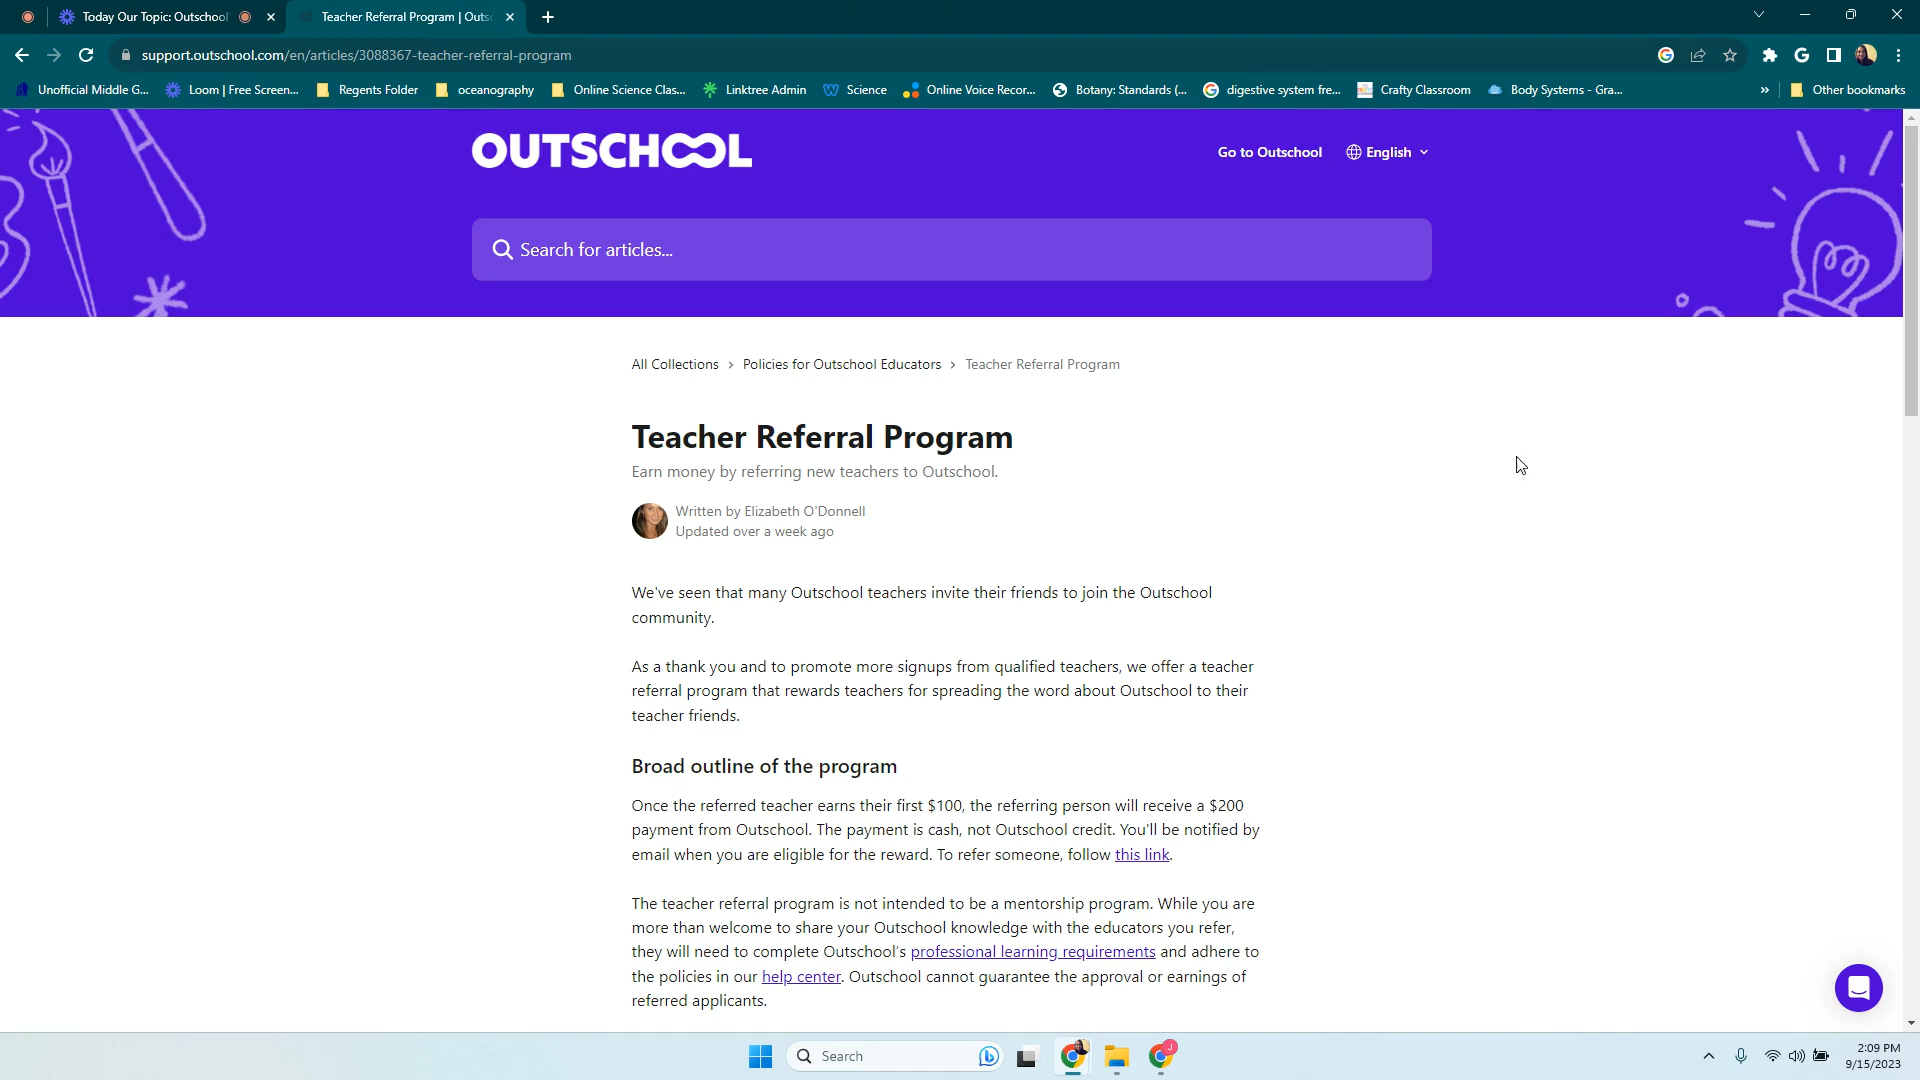 Today Our Topic: Outschool
Teacher Referral Program | Outs
support.outschool.com/en/articles/3088367-teacher-referral-program
Unofficial Middle G...
Loom | Free Screen...
Regents Folder
oceanography
Online Science Clas...
Linktree Admin
Science
Online Voice Recor...
Botany: Standards (...
digestive system fre...
Crafty Classroom
Body Systems - Gra...
»
Other bookmarks
OUTSCHOOL
Go to Outschool
English
Search for articles...
All Collections > Policies for Outschool Educators > Teacher Referral Program
Teacher Referral Program
Earn money by referring new teachers to Outschool.
Written by Elizabeth O'Donnell
Updated over a week ago
We've seen that many Outschool teachers invite their friends to join the Outschool
community.
As a thank you and to promote more signups from qualified teachers, we offer a teacher
referral program that rewards teachers for spreading the word about Outschool to their
teacher friends.
Broad outline of the program
Once the referred teacher earns their first $100, the referring person will receive a $200
payment from Outschool. The payment is cash, not Outschool credit. You'll be notified by
email when you are eligible for the reward. To refer someone, follow this link.
The teacher referral program is not intended to be a mentorship program. While you are
more than welcome to share your Outschool knowledge with the educators you refer,
they will need to complete Outschool's professional learning requirements and adhere to
the policies in our help center. Outschool cannot guarantee the approval or earnings of
referred applicants.
Search
J
2:09 PM
9/15/2023